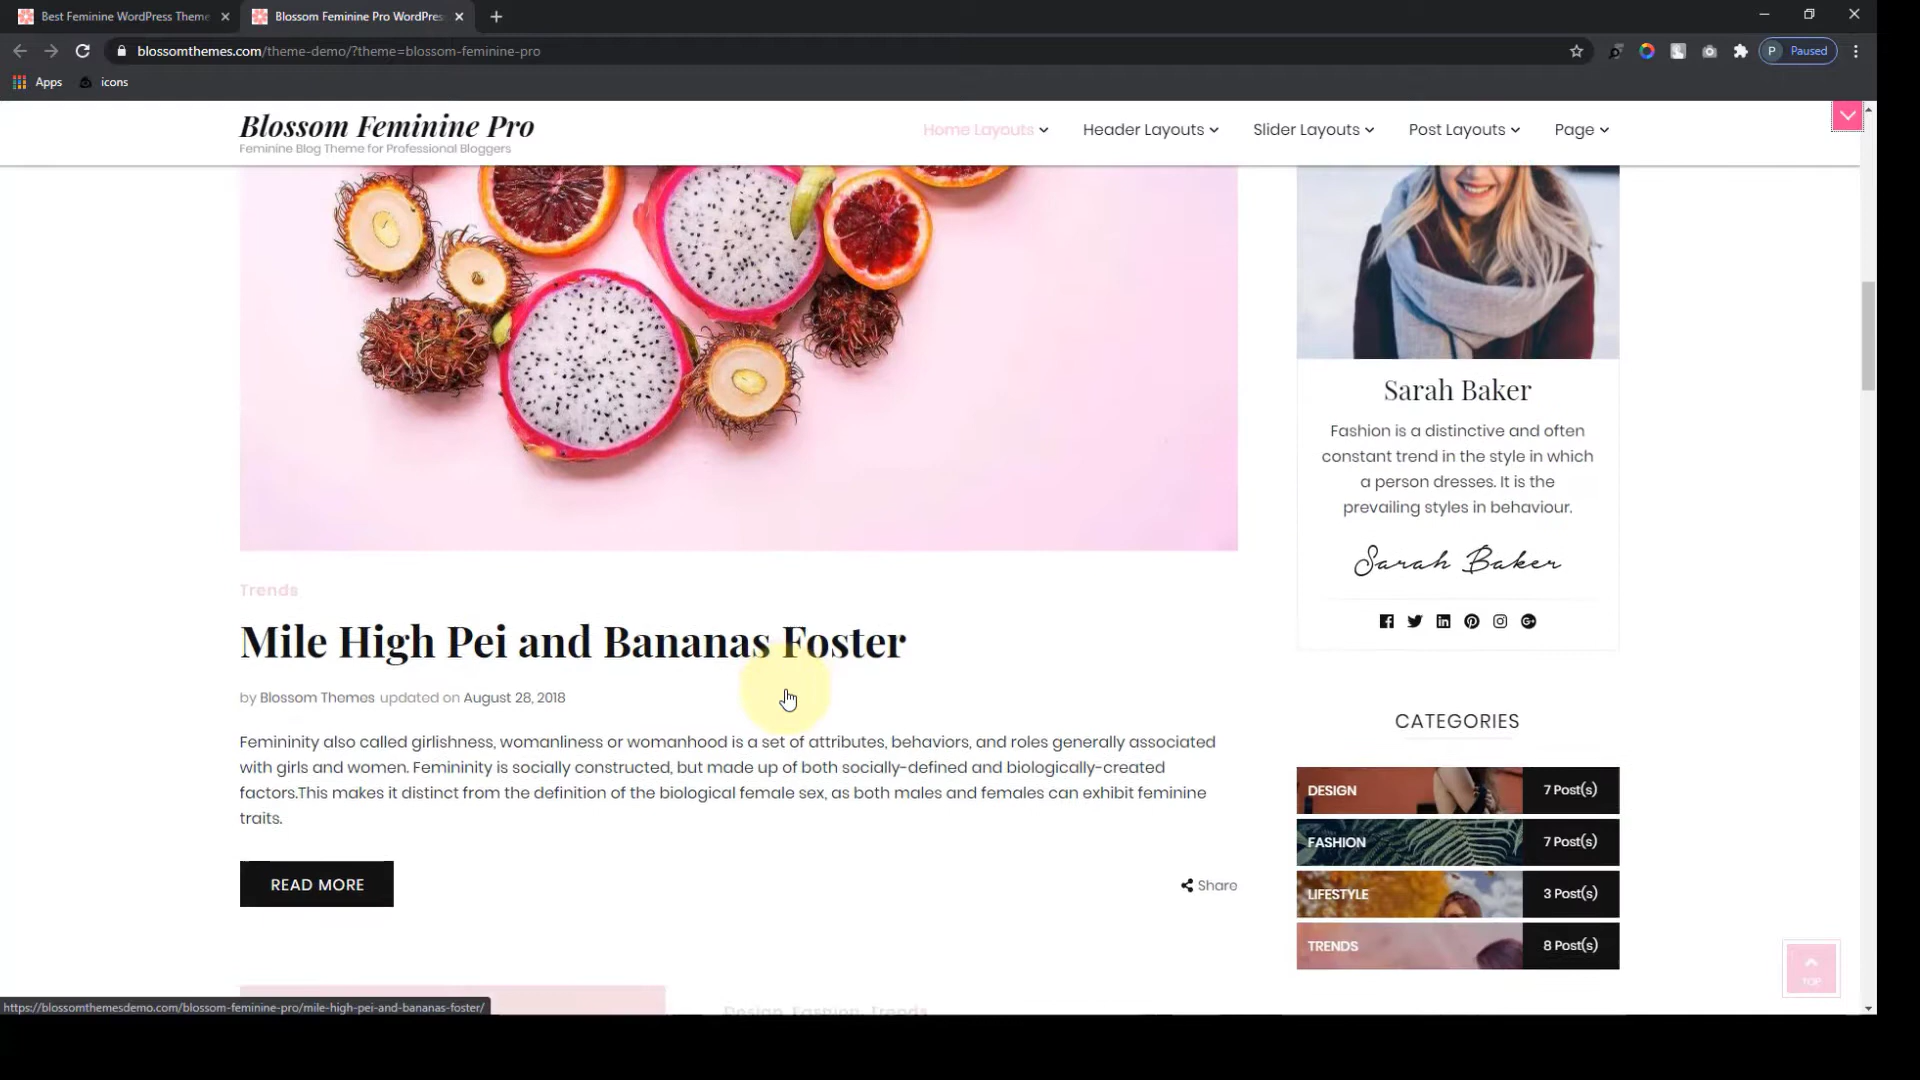 Best Feminine WordPress Theme
Blossom Feminine Pro WordPres
blossomthemes.com/theme-demo/?theme=blossom-feminine-pro
P Paused
Apps icons
Blossom Feminine Pro
Feminine Blog Theme for Professional Bloggers
Home Layouts Header Layouts Slider Layouts Post Layouts Page
Trends
Mile High Pei and Bananas Foster
by Blossom Themes updated on August 28, 2018
Femininity also called girlishness, womanliness or womanhood is a set of attributes, behaviors, and roles generally associated
with girls and women. Femininity is socially constructed, but made up of both socially-defined and biologically-created
factors.This makes it distinct from the definition of the biological female sex, as both males and females can exhibit feminine
traits.
READ MORE
Share
Design, Fashion, Trends
Sarah Baker
Fashion is a distinctive and often
constant trend in the style in which
a person dresses. It is the
prevailing styles in behaviour.
Sarah Baker
CATEGORIES
DESIGN 7 Post(s)
FASHION 7 Post(s)
LIFESTYLE 3 Post(s)
TRENDS 8 Post(s)
TOP
https://blossomthemesdemo.com/blossom-feminine-pro/mile-high-pei-and-bananas-foster/